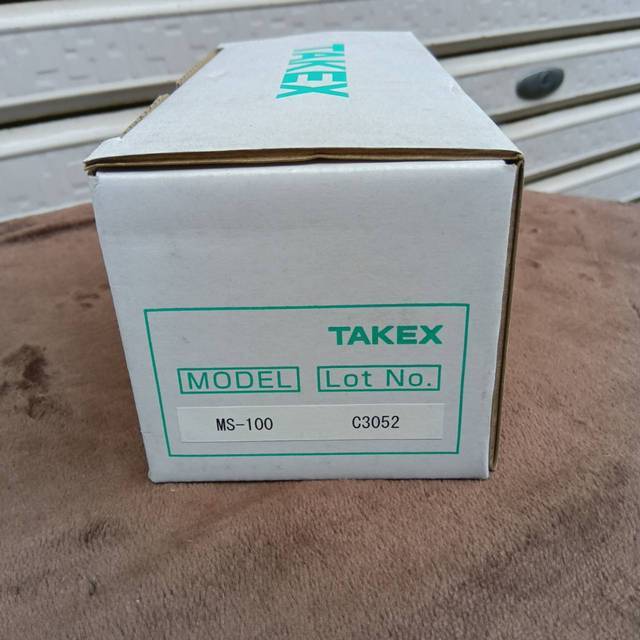 TAKEX
TAKEX
MODEL Lot No.
MS-100 C3052